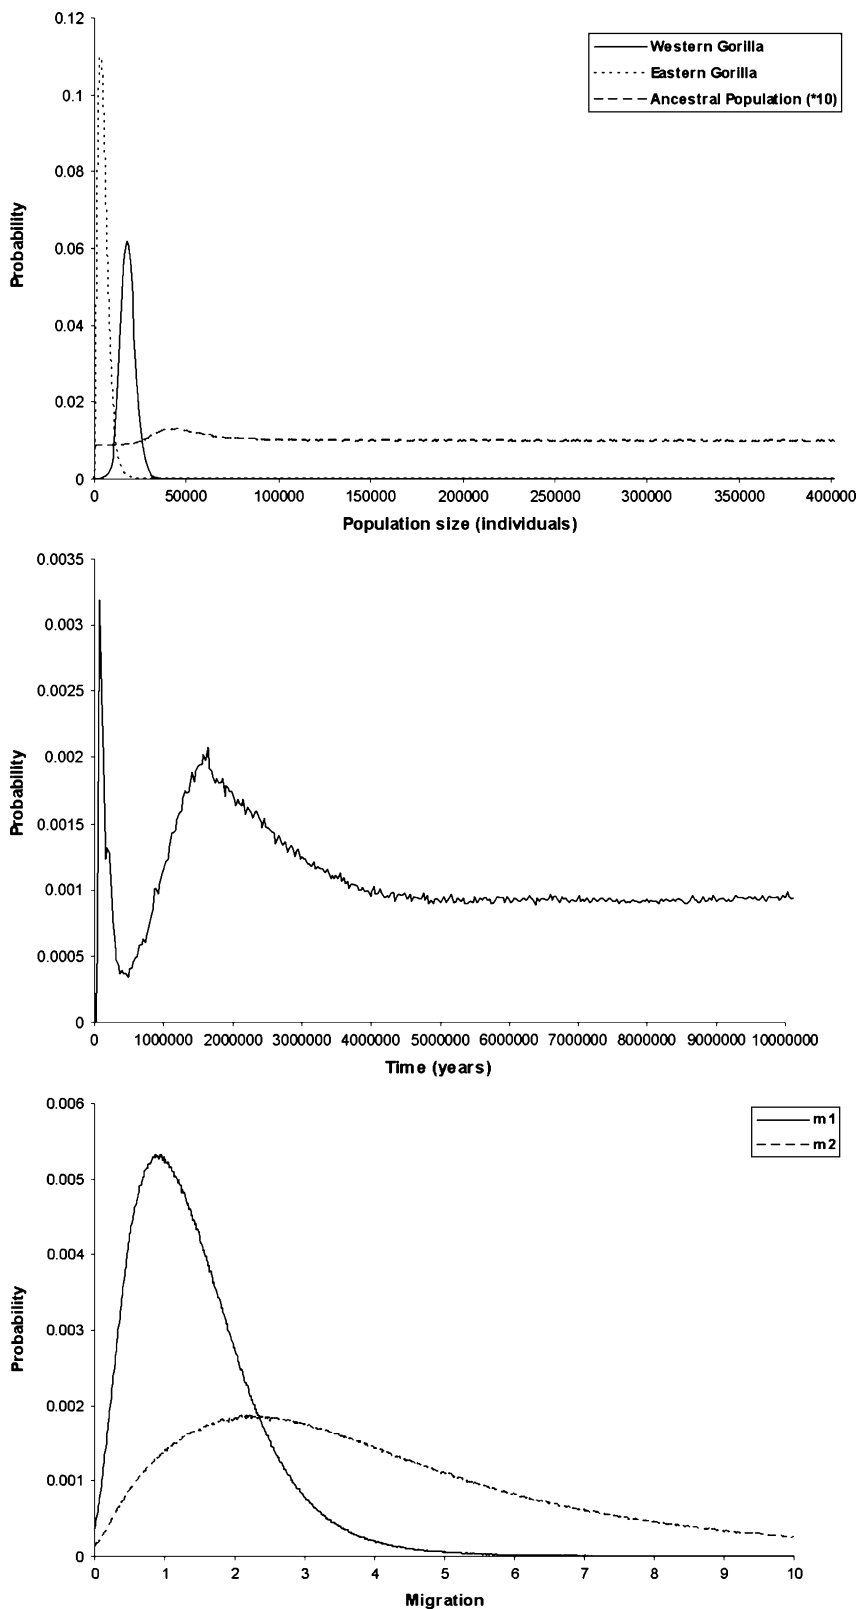 0.12
0.1
0.08
0.06
0.04
0.02
0
Probability
Western Gorilla
Eastern Gorilla
Ancestral Population (*10)
0 50000 100000 150000 200000 250000 300000 350000 400000
Population size (individuals)
0.0035
0.003
0.0025
0.002
0.0015
0.001
0.0005
0
Probability
0 1000000 2000000 3000000 4000000 5000000 6000000 7000000 8000000 9000000 10000000
Time (years)
0.006
0.005
0.004
0.003
0.002
0.001
0
Probability
m1
m2
0 1 2 3 4 5 6 7 8 9 10
Migration